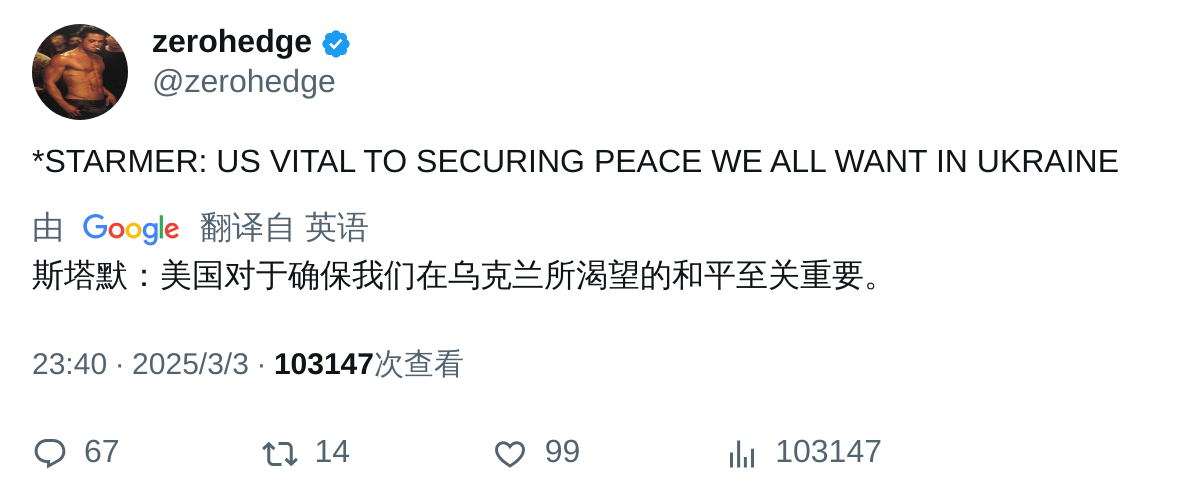 zerohedge
@zerohedge
*STARMER: US VITAL TO SECURING PEACE WE ALL WANT IN UKRAINE
由 Google 翻译自 英语
斯塔默：美国对于确保我们在乌克兰所渴望的和平至关重要。
23:40 · 2025/3/3 · 103147次查看
67 14 99 103147